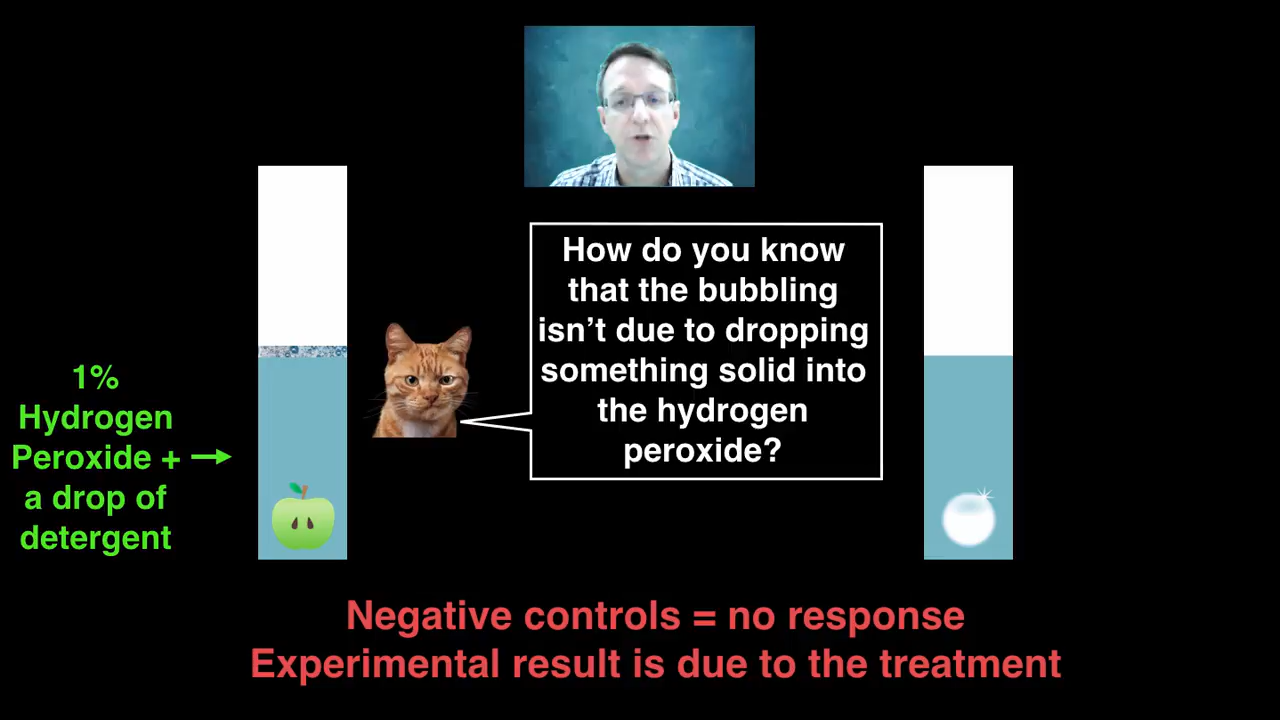 How do you know
that the bubbling
isn’t due to dropping
something solid into
the hydrogen
peroxide?
1%
Hydrogen
Peroxide +
a drop of
detergent
Negative controls = no response
Experimental result is due to the treatment